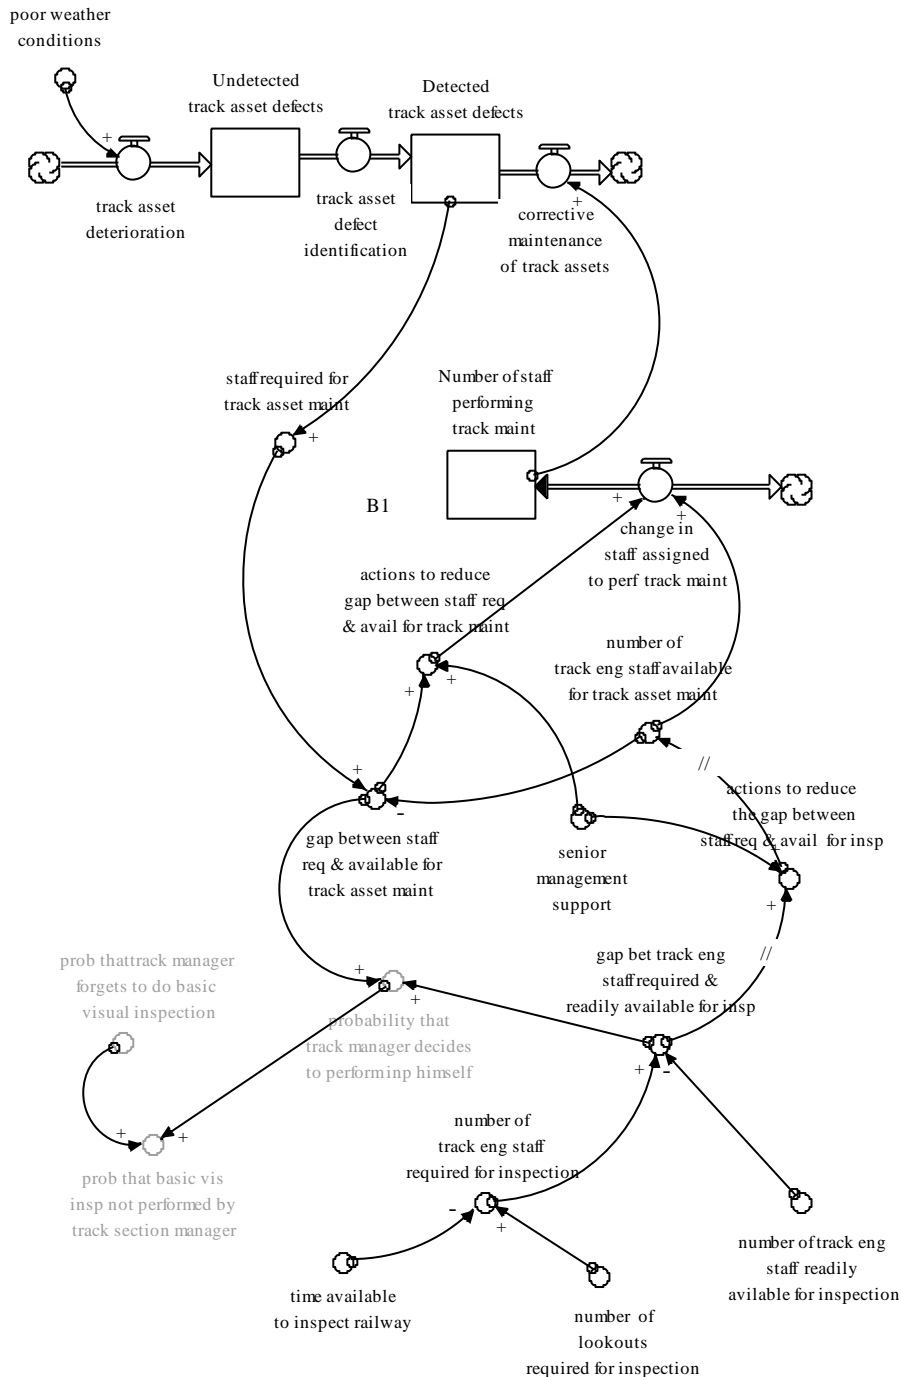 poor weather
conditions
Undetected
track asset defects
Detected
track asset defects
+
track asset
deterioration
track asset
defect
identification
+
corrective
maintenance
of track assets
staff required for
track asset maint
+
Number of staff
performing
track maint
B1
+
+
change in
staff assigned
to perf track maint
actions to reduce
gap between staff req
& avail for track maint
+
+
number of
track eng staff available
for track asset maint
//
+
-
gap between staff
req & available for
track asset maint
actions to reduce
the gap between
staff req & avail for insp
+
+
senior
management
support
//
gap bet track eng
staff required &
readily available for insp
+
-
prob that track manager
forgets to do basic
visual inspection
+
+
probability that
track manager decides
to performinp himself
+
+
prob that basic vis
insp not performed by
track section manager
number of
track eng staff
required for inspection
-
+
time available
to inspect railway
number of
lookouts
required for inspection
number of track eng
staff readily
avilable for inspection